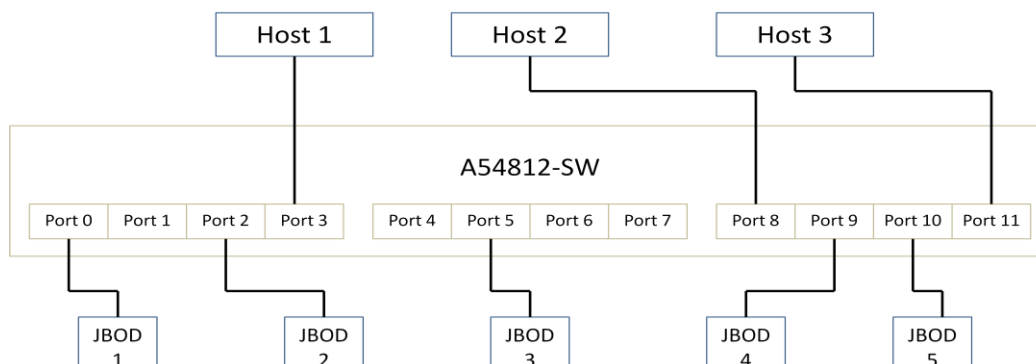 Host 1
Host 2
Host 3
A54812-SW
Port 0
Port 1
Port 2
Port 3
Port 4
Port 5
Port 6
Port 7
Port 8
Port 9
Port 10
Port 11
JBOD
1
JBOD
2
JBOD
3
JBOD
4
JBOD
5